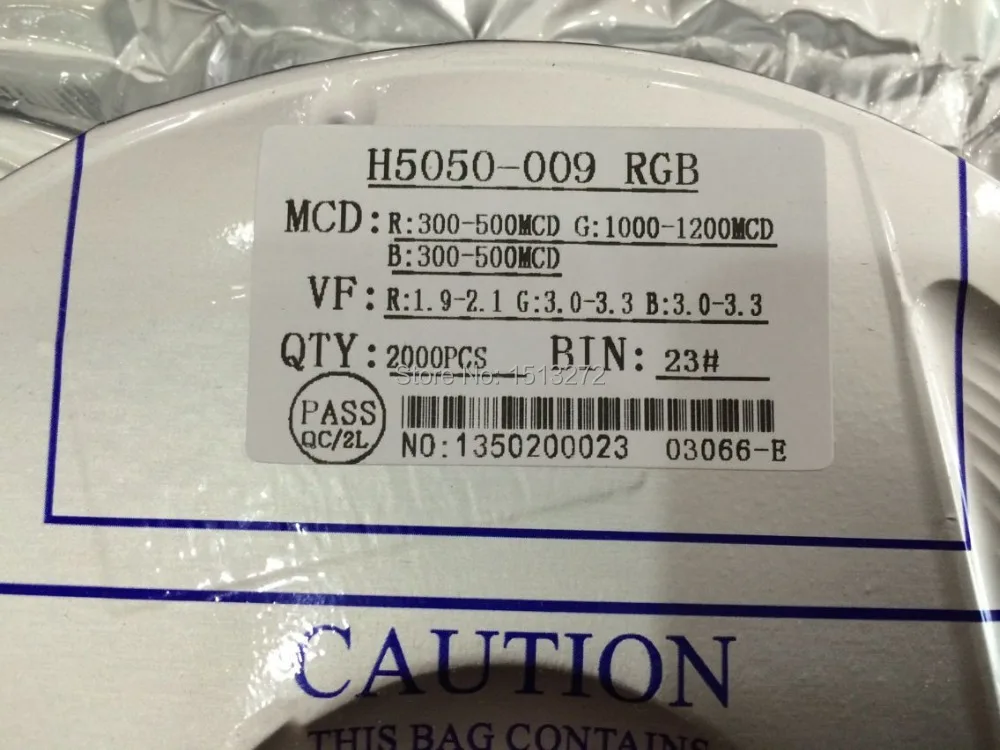 H5050-009 RGB
MCD: R:300-500MCD G:1000-1200MCD
B:300-500MCD
VF: R:1.9-2.1 G:3.0-3.3 B:3.0-3.3
QTY: 2000PCS BIN: 23#
Store No: 1513272
PASS
QC/2L
NO:1350200023 03066-E
CAUTION
THIS BAG CONTAINS